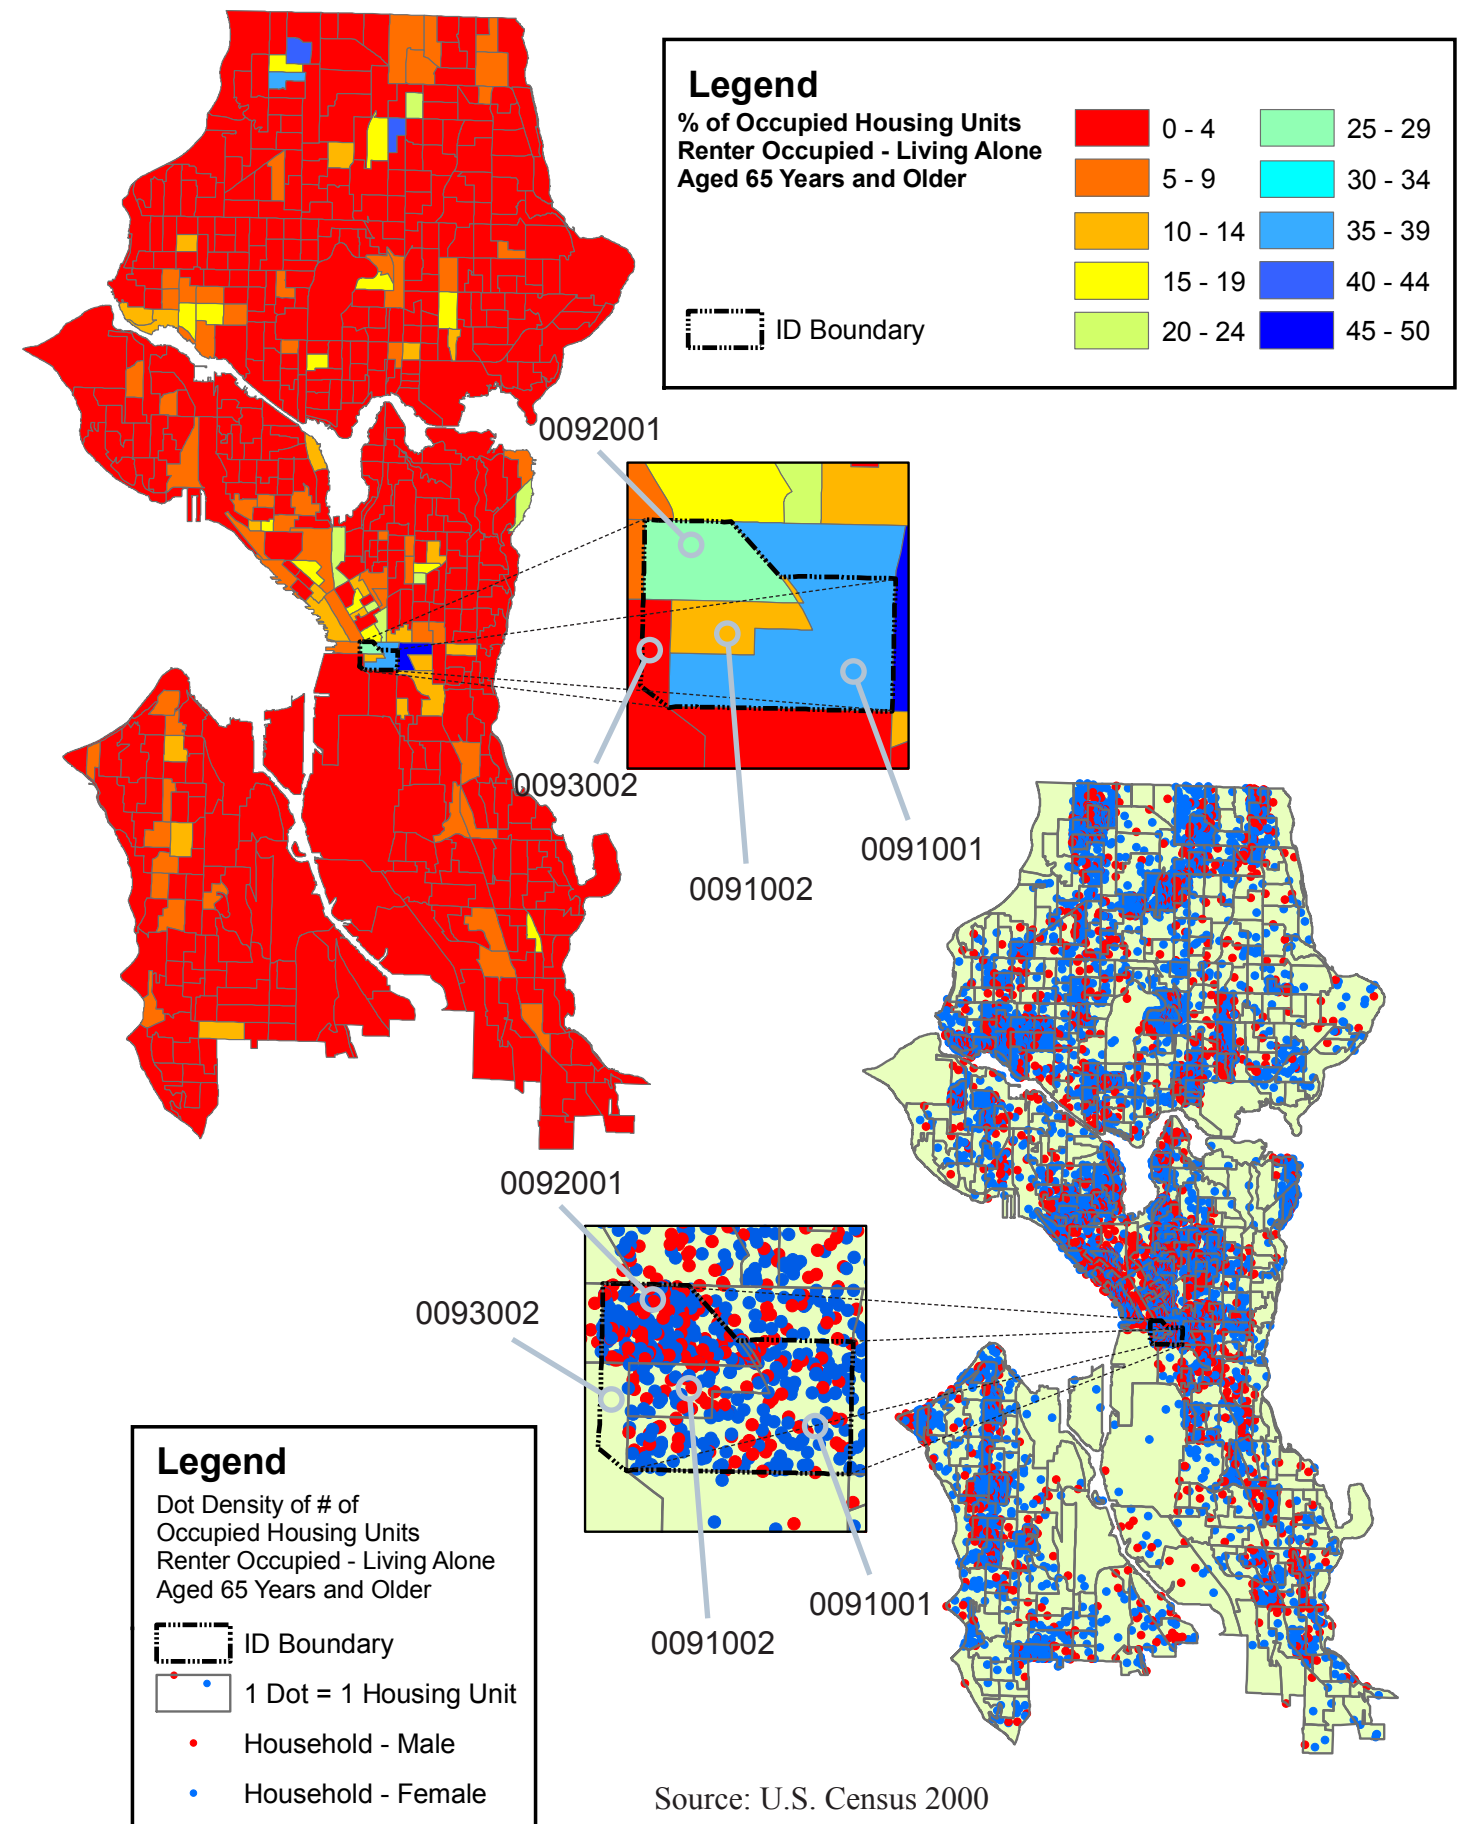 Legend
% of Occupied Housing Units
Renter Occupied - Living Alone
Aged 65 Years and Older
0 - 4
5 - 9
10 - 14
15 - 19
20 - 24
25 - 29
30 - 34
35 - 39
40 - 44
45 - 50
ID Boundary
0092001
0093002
0091001
0091002
0092001
0093002
0091001
0091002
Legend
Dot Density of # of
Occupied Housing Units
Renter Occupied - Living Alone
Aged 65 Years and Older
ID Boundary
1 Dot = 1 Housing Unit
Household - Male
Household - Female
Source: U.S. Census 2000